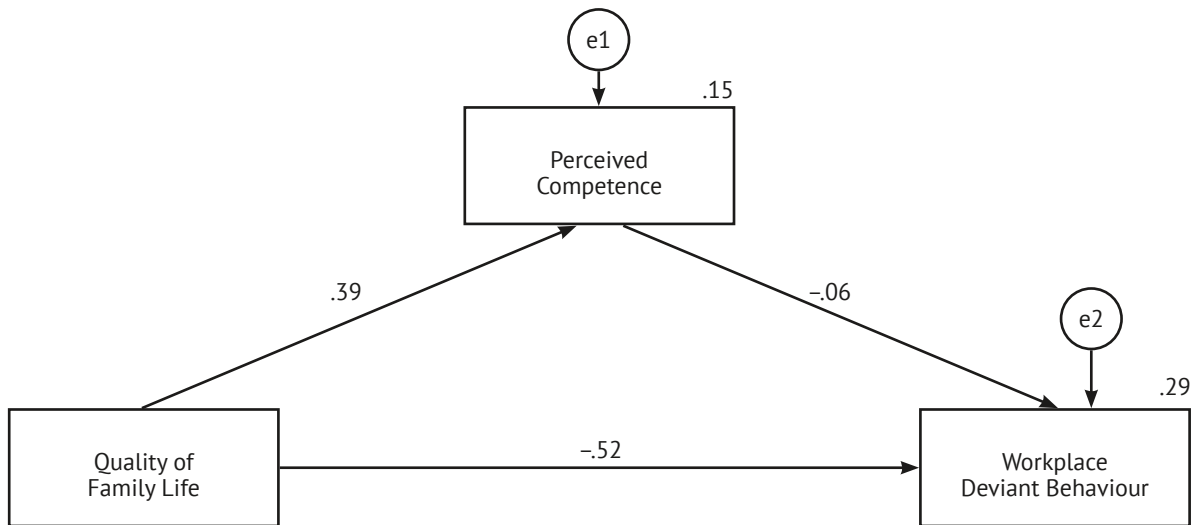 e1
.15
Perceived
Competence
.39
–.06
e2
.29
Quality of
Family Life
–.52
Workplace
Deviant Behaviour